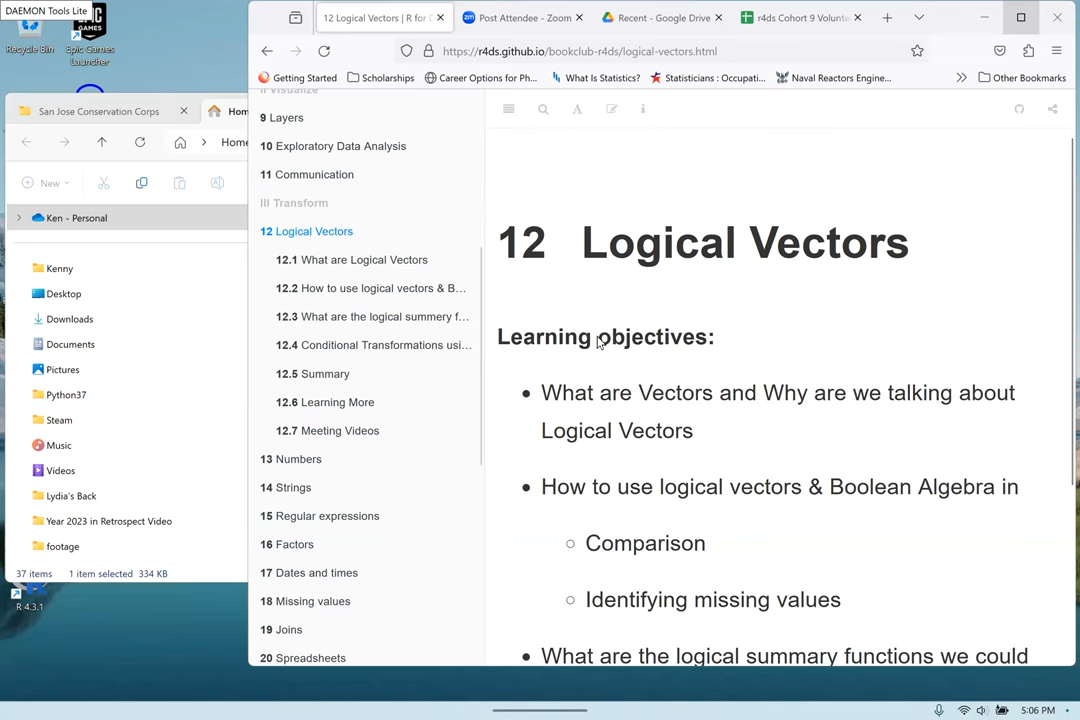 DAEMON Tools Lite
Recycle Bin
Epic Games
Launcher
12 Logical Vectors | R for D
Post Attendee - Zoom
Recent - Google Drive
r4ds Cohort 9 Volunte
https://r4ds.github.io/bookclub-r4ds/logical-vectors.html
Getting Started
Scholarships
Career Options for Ph...
What Is Statistics?
Statisticians : Occupati...
Naval Reactors Engine...
Other Bookmarks
San Jose Conservation Corps
Hom
Home
New
Ken - Personal
Kenny
Desktop
Downloads
Documents
Pictures
Python37
Steam
Music
Videos
Lydia's Back
Year 2023 in Retrospect Video
footage
37 items
1 item selected 334 KB
R 4.3.1
II Visualize
9 Layers
10 Exploratory Data Analysis
11 Communication
III Transform
12 Logical Vectors
12.1 What are Logical Vectors
12.2 How to use logical vectors & B...
12.3 What are the logical summery f...
12.4 Conditional Transformations usi...
12.5 Summary
12.6 Learning More
12.7 Meeting Videos
13 Numbers
14 Strings
15 Regular expressions
16 Factors
17 Dates and times
18 Missing values
19 Joins
20 Spreadsheets
12 Logical Vectors
Learning objectives:
What are Vectors and Why are we talking about
Logical Vectors
How to use logical vectors & Boolean Algebra in
Comparison
Identifying missing values
What are the logical summary functions we could
5:06 PM